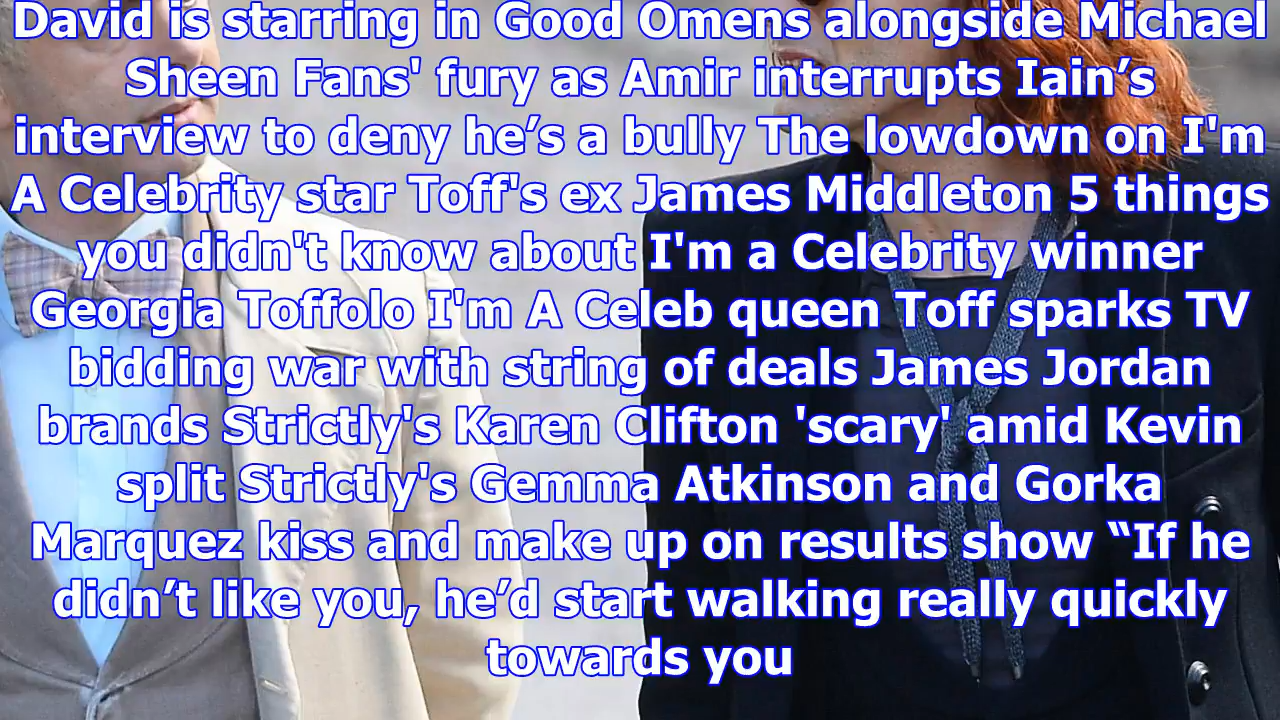 David is starring in Good Omens alongside Michael
Sheen Fans' fury as Amir interrupts Iain’s
interview to deny he’s a bully The lowdown on I'm
A Celebrity star Toff's ex James Middleton 5 things
you didn't know about I'm a Celebrity winner
Georgia Toffolo I'm A Celeb queen Toff sparks TV
bidding war with string of deals James Jordan
brands Strictly's Karen Clifton 'scary' amid Kevin
split Strictly's Gemma Atkinson and Gorka
Marquez kiss and make up on results show “If he
didn’t like you, he’d start walking really quickly
towards you